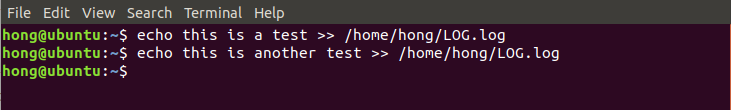 File Edit View Search Terminal Help
hong@ubuntu:~$ echo this is a test >> /home/hong/LOG.log
hong@ubuntu:~$ echo this is another test >> /home/hong/LOG.log
hong@ubuntu:~$